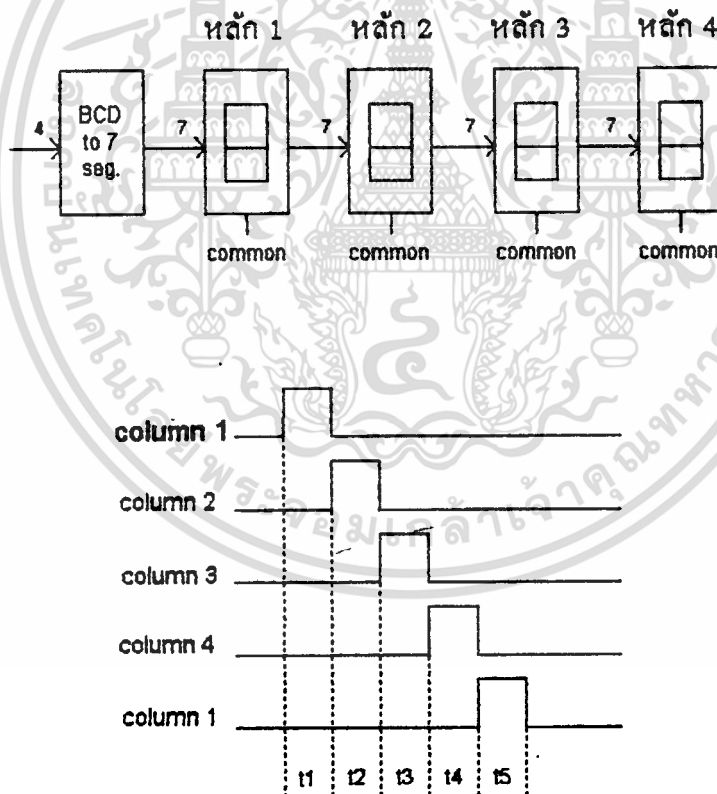 หลัก 1 หลัก 2 หลัก 3 หลัก 4
4 BCD to 7 seg. 7 7 7 7
common common common common
column 1
column 2
column 3
column 4
column 1
t1 t2 t3 t4 t5